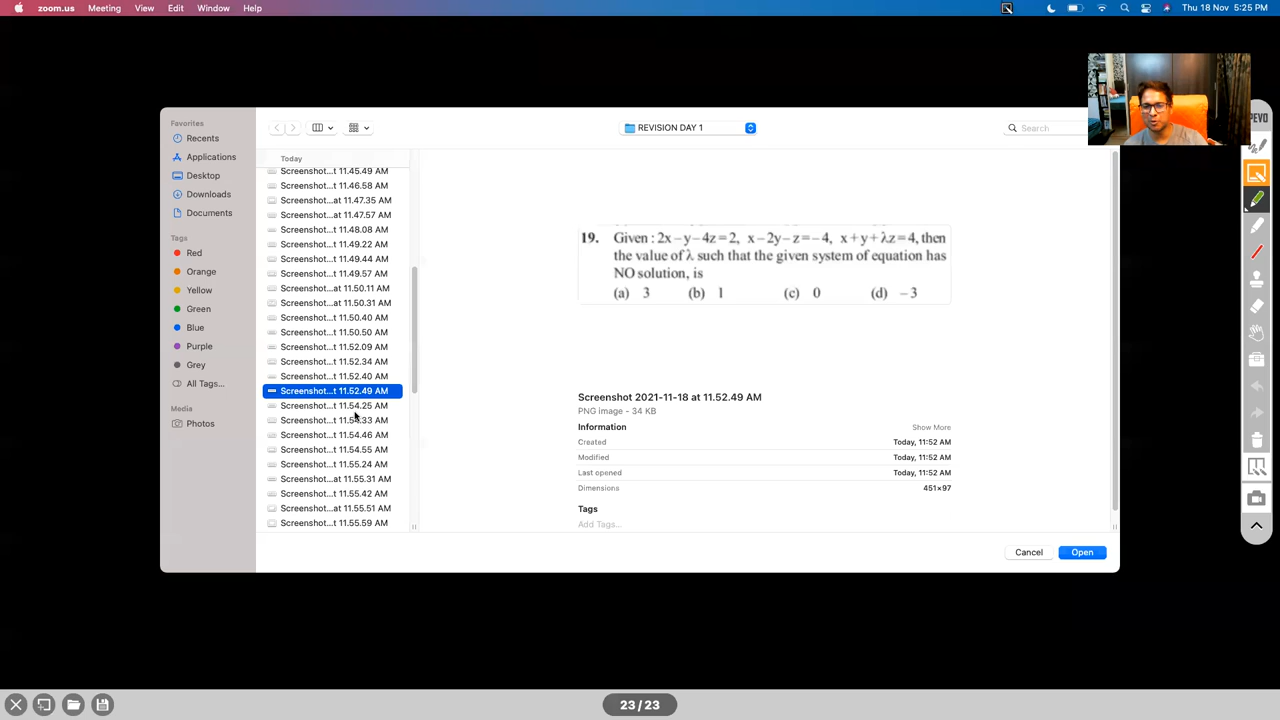 zoom.us Meeting View Edit Window Help Thu 18 Nov 5:25 PM
REVISION DAY 1
Search
Favorites
Recents
Applications
Desktop
Downloads
Documents
Tags
Red
Orange
Yellow
Green
Blue
Purple
Grey
All Tags...
Media
Photos
Today
Screenshot...t 11.45.49 AM
Screenshot...t 11.46.58 AM
Screenshot...at 11.47.35 AM
Screenshot...t 11.47.57 AM
Screenshot...t 11.48.08 AM
Screenshot...t 11.49.22 AM
Screenshot...t 11.49.44 AM
Screenshot...t 11.49.57 AM
Screenshot...at 11.50.11 AM
Screenshot...at 11.50.31 AM
Screenshot...t 11.50.40 AM
Screenshot...t 11.50.50 AM
Screenshot...t 11.52.09 AM
Screenshot...t 11.52.34 AM
Screenshot...t 11.52.40 AM
Screenshot...t 11.52.49 AM
Screenshot...t 11.54.25 AM
Screenshot...t 11.54.33 AM
Screenshot...t 11.54.46 AM
Screenshot...t 11.54.55 AM
Screenshot...t 11.55.24 AM
Screenshot...at 11.55.31 AM
Screenshot...t 11.55.42 AM
Screenshot...at 11.55.51 AM
Screenshot...t 11.55.59 AM
19. Given : 2x – y – 4z = 2, x – 2y – z = – 4, x + y + λz = 4, then
the value of λ such that the given system of equation has
NO solution, is
(a) 3 (b) 1 (c) 0 (d) – 3
Screenshot 2021-11-18 at 11.52.49 AM
PNG image - 34 KB
Information Show More
Created Today, 11:52 AM
Modified Today, 11:52 AM
Last opened Today, 11:52 AM
Dimensions 451×97
Tags
Add Tags...
Cancel Open
23 / 23